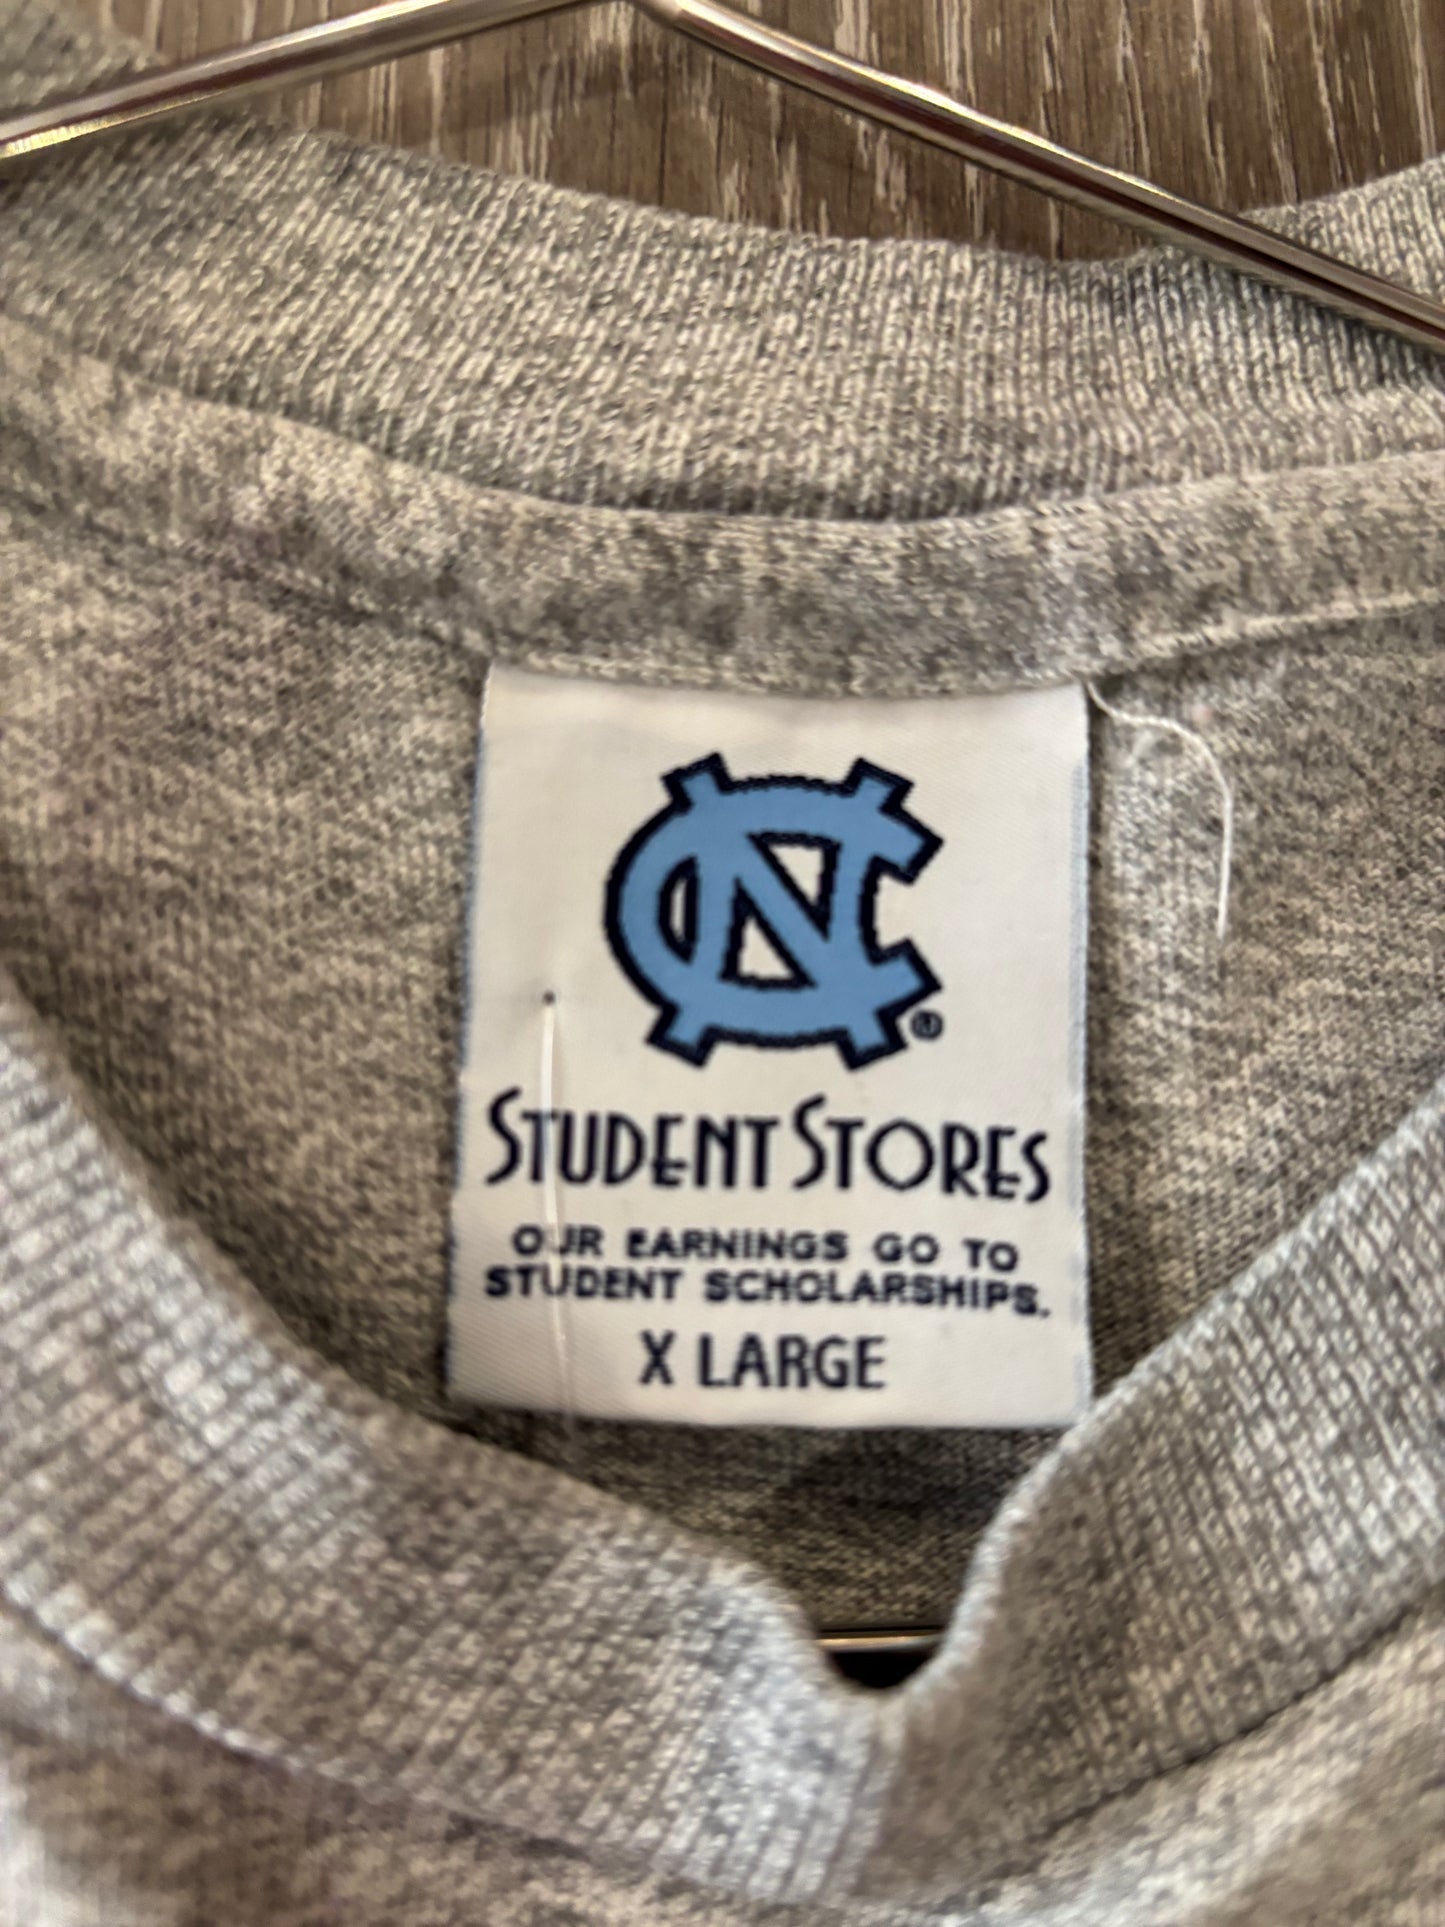 NC
®
STUDENT STORES
OUR EARNINGS GO TO
STUDENT SCHOLARSHIPS.
X LARGE